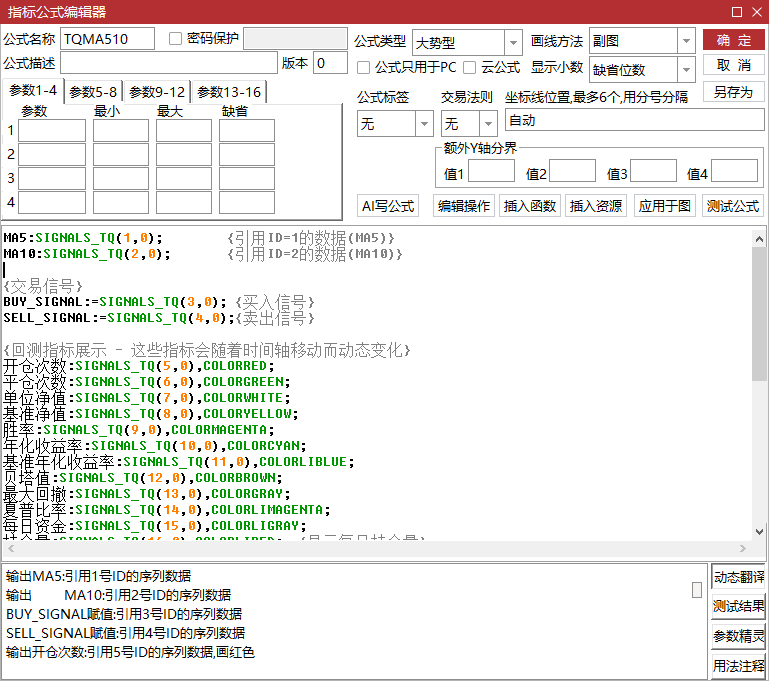 指标公式编辑器
公式名称 TQMA510 密码保护 公式类型 大势型 画线方法 副图 确 定
公式描述 版本 0 公式只用于PC 云公式 显示小数 缺省位数 取 消
参数1-4 参数5-8 参数9-12 参数13-16 公式标签 交易法则 坐标线位置,最多6个,用分号分隔 另存为
参数 最小 最大 缺省 无 无 自动
1
2
3
4
额外Y轴分界
值1 值2 值3 值4
AI写公式 编辑操作 插入函数 插入资源 应用于图 测试公式
MA5:SIGNALS_TQ(1,0); {引用ID=1的数据(MA5)}
MA10:SIGNALS_TQ(2,0); {引用ID=2的数据(MA10)}
{交易信号}
BUY_SIGNAL:=SIGNALS_TQ(3,0); {买入信号}
SELL_SIGNAL:=SIGNALS_TQ(4,0);{卖出信号}
{回测指标展示 - 这些指标会随着时间轴移动而动态变化}
开仓次数:SIGNALS_TQ(5,0),COLORRED;
平仓次数:SIGNALS_TQ(6,0),COLORGREEN;
单位净值:SIGNALS_TQ(7,0),COLORWHITE;
基准净值:SIGNALS_TQ(8,0),COLORYELLOW;
胜率:SIGNALS_TQ(9,0),COLORMAGENTA;
年化收益率:SIGNALS_TQ(10,0),COLORCYAN;
基准年化收益率:SIGNALS_TQ(11,0),COLORLIBLUE;
贝塔值:SIGNALS_TQ(12,0),COLORBROWN;
最大回撤:SIGNALS_TQ(13,0),COLORGRAY;
夏普比率:SIGNALS_TQ(14,0),COLORLIMAGENTA;
每日资金:SIGNALS_TQ(15,0),COLORLIGRAY;
输出MA5:引用1号ID的序列数据
输出 MA10:引用2号ID的序列数据
BUY_SIGNAL赋值:引用3号ID的序列数据
SELL_SIGNAL赋值:引用4号ID的序列数据
输出开仓次数:引用5号ID的序列数据,画红色
动态翻译
测试结果
参数精灵
用法注释